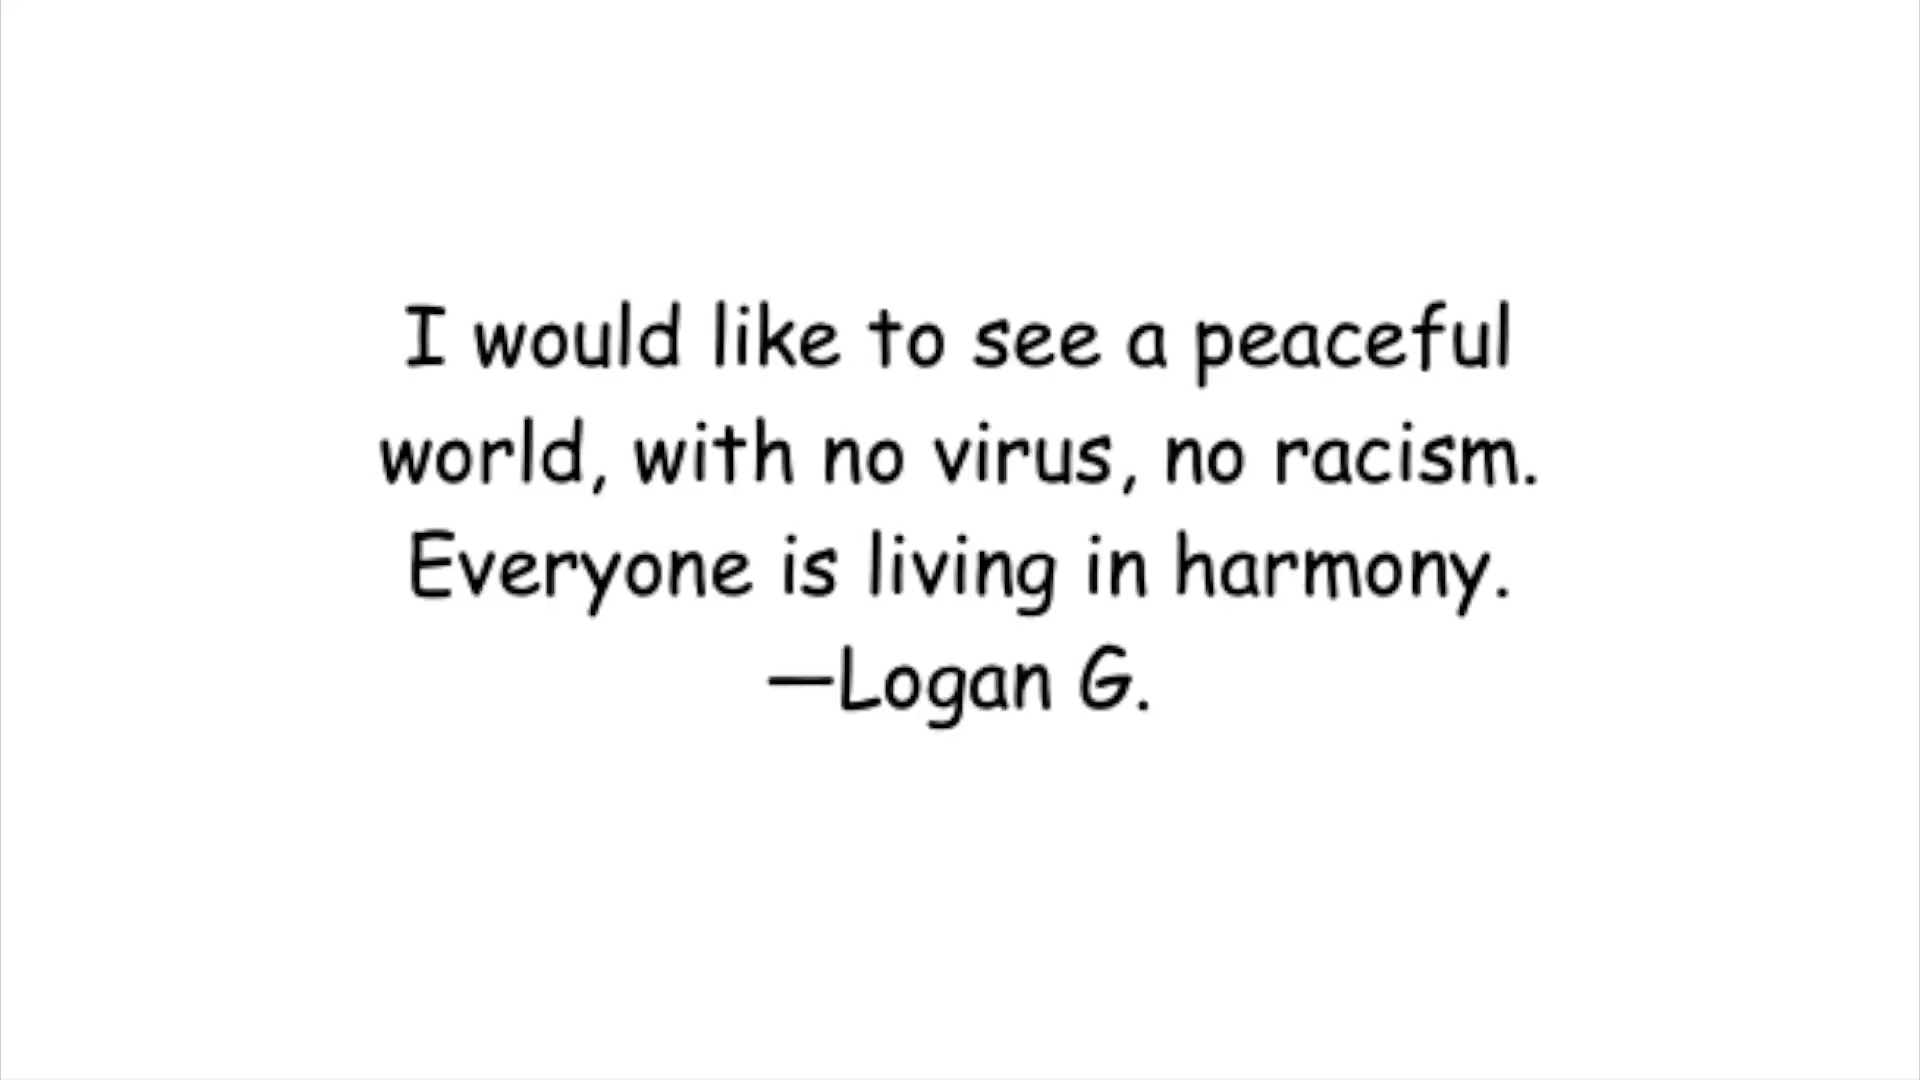 I would like to see a peaceful
world, with no virus, no racism.
Everyone is living in harmony.
—Logan G.